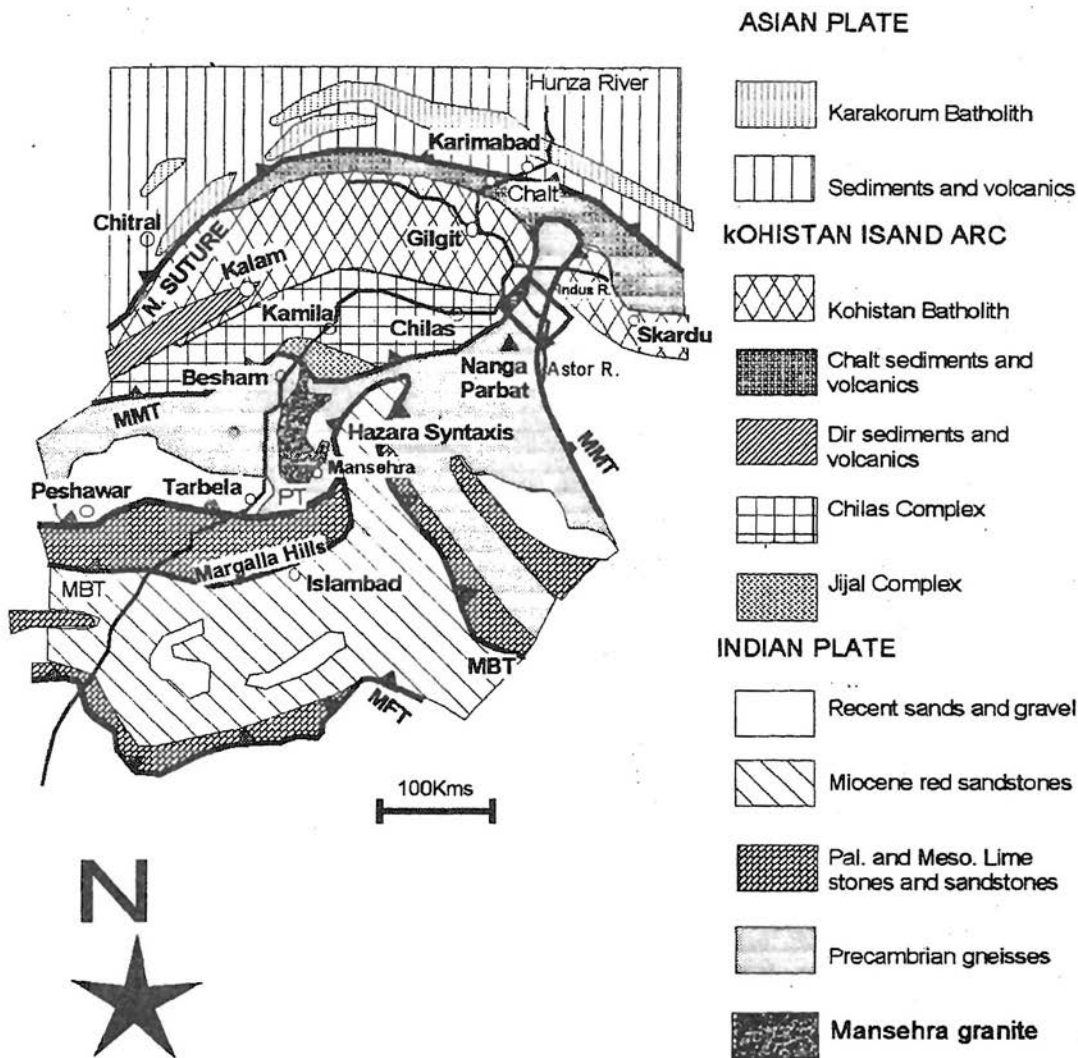 Hunza River
Karimabad
Chalt
Chitral
Gilgit
N. SUTURE
Kalam
Indus R.
Kamila
Chilas
Skardu
Besham
Nanga
Parbat
Astor R.
MMT
Hazara Syntaxis
MMT
Mansehra
Peshawar
Tarbela
PT
Margalla Hills
MBT
Islambad
MBT
MFT
100Kms
N
ASIAN PLATE
Karakorum Batholith
Sediments and volcanics
kOHISTAN ISAND ARC
Kohistan Batholith
Chalt sediments and
volcanics
Dir sediments and
volcanics
Chilas Complex
Jijal Complex
INDIAN PLATE
Recent sands and gravel
Miocene red sandstones
Pal. and Meso. Lime
stones and sandstones
Precambrian gneisses
Mansehra granite